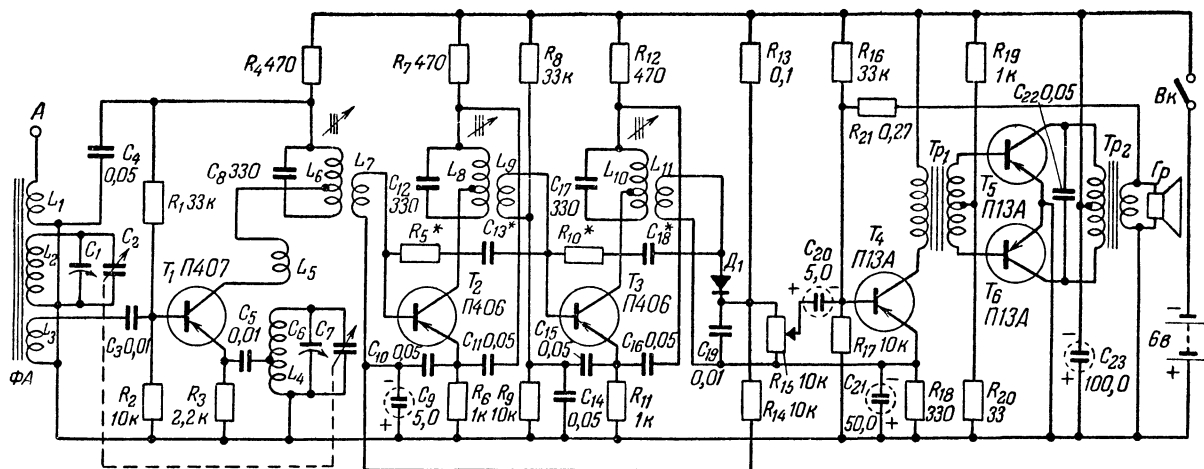 R4 470
R7 470
R8 33к
R12 470
R13 0,1
R16 33к
R19 1к
C22 0,05
Вк
А
C4 0,05
R21 0,27
Тр1
Тр2
Гр
L1
C8 330
L6
L7
C12 330
L8
L9
C17 330
L10
L11
R1 33к
T5 П13А
L2
C1
C2
R5*
C13*
R10*
C18*
C20 5,0
T4 П13А
+
T1 П407
L5
T2 П406
T3 П406
Д1
T6 П13А
L3
C3 0,01
C5 0,01
C6
C7
L4
C10 0,05
C11 0,05
C15 0,05
C16 0,05
C19 0,01
R15 10к
R17 10к
− 6в +
ФА
R2 10к
R3 2,2к
− C9 5,0 +
R6 1к
R9 10к
C14 0,05
R11 1к
R14 10к
C21 50,0 − +
R18 330
R20 33
− C23 100,0 +